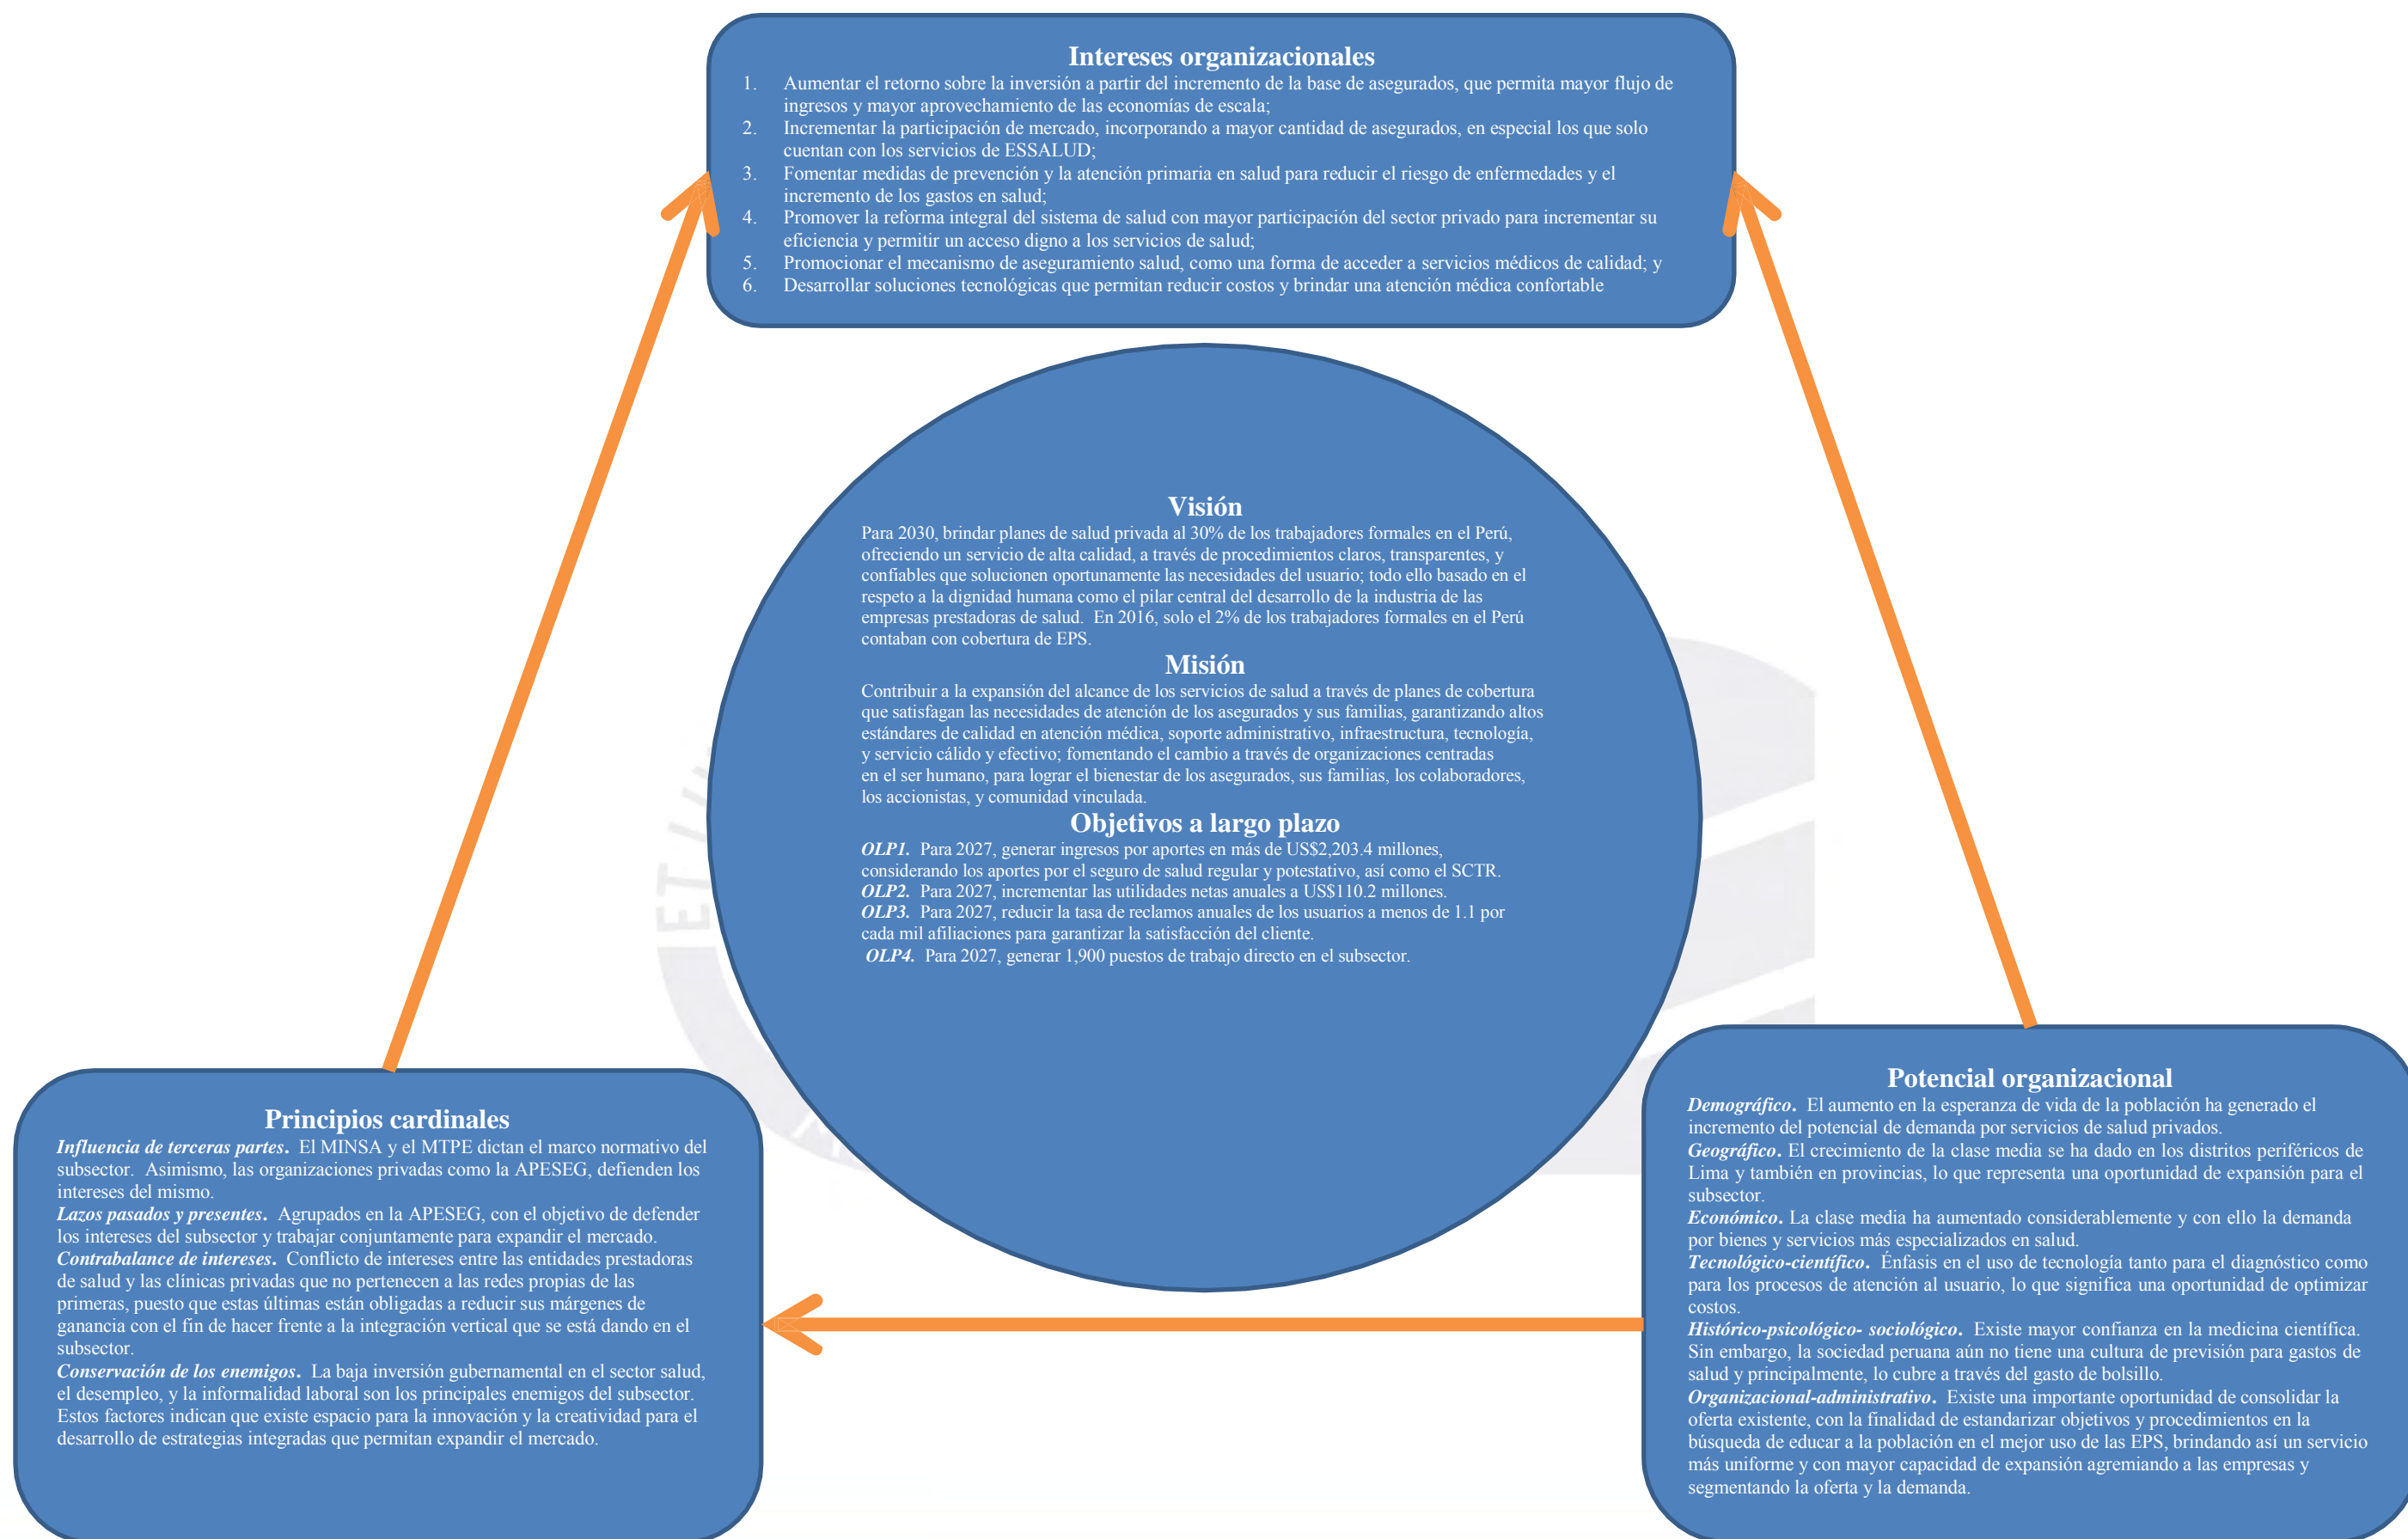 Intereses organizacionales
1. Aumentar el retorno sobre la inversión a partir del incremento de la base de asegurados, que permita mayor flujo de
ingresos y mayor aprovechamiento de las economías de escala;
2. Incrementar la participación de mercado, incorporando a mayor cantidad de asegurados, en especial los que solo
cuentan con los servicios de ESSALUD;
3. Fomentar medidas de prevención y la atención primaria en salud para reducir el riesgo de enfermedades y el
incremento de los gastos en salud;
4. Promover la reforma integral del sistema de salud con mayor participación del sector privado para incrementar su
eficiencia y permitir un acceso digno a los servicios de salud;
5. Promocionar el mecanismo de aseguramiento salud, como una forma de acceder a servicios médicos de calidad; y
6. Desarrollar soluciones tecnológicas que permitan reducir costos y brindar una atención médica confortable
Visión
Para 2030, brindar planes de salud privada al 30% de los trabajadores formales en el Perú,
ofreciendo un servicio de alta calidad, a través de procedimientos claros, transparentes, y
confiables que solucionen oportunamente las necesidades del usuario; todo ello basado en el
respeto a la dignidad humana como el pilar central del desarrollo de la industria de las
empresas prestadoras de salud. En 2016, solo el 2% de los trabajadores formales en el Perú
contaban con cobertura de EPS.
Misión
Contribuir a la expansión del alcance de los servicios de salud a través de planes de cobertura
que satisfagan las necesidades de atención de los asegurados y sus familias, garantizando altos
estándares de calidad en atención médica, soporte administrativo, infraestructura, tecnología,
y servicio cálido y efectivo; fomentando el cambio a través de organizaciones centradas
en el ser humano, para lograr el bienestar de los asegurados, sus familias, los colaboradores,
los accionistas, y comunidad vinculada.
Objetivos a largo plazo
OLP1. Para 2027, generar ingresos por aportes en más de US$2,203.4 millones,
considerando los aportes por el seguro de salud regular y potestativo, así como el SCTR.
OLP2. Para 2027, incrementar las utilidades netas anuales a US$110.2 millones.
OLP3. Para 2027, reducir la tasa de reclamos anuales de los usuarios a menos de 1.1 por
cada mil afiliaciones para garantizar la satisfacción del cliente.
OLP4. Para 2027, generar 1,900 puestos de trabajo directo en el subsector.
ET
Principios cardinales
Influencia de terceras partes. El MINSA y el MTPE dictan el marco normativo del
subsector. Asimismo, las organizaciones privadas como la APESEG, defienden los
intereses del mismo.
Lazos pasados y presentes. Agrupados en la APESEG, con el objetivo de defender
los intereses del subsector y trabajar conjuntamente para expandir el mercado.
Contrabalance de intereses. Conflicto de intereses entre las entidades prestadoras
de salud y las clínicas privadas que no pertenecen a las redes propias de las
primeras, puesto que estas últimas están obligadas a reducir sus márgenes de
ganancia con el fin de hacer frente a la integración vertical que se está dando en el
subsector.
Conservación de los enemigos. La baja inversión gubernamental en el sector salud,
el desempleo, y la informalidad laboral son los principales enemigos del subsector.
Estos factores indican que existe espacio para la innovación y la creatividad para el
desarrollo de estrategias integradas que permitan expandir el mercado.
Potencial organizacional
Demográfico. El aumento en la esperanza de vida de la población ha generado el
incremento del potencial de demanda por servicios de salud privados.
Geográfico. El crecimiento de la clase media se ha dado en los distritos periféricos de
Lima y también en provincias, lo que representa una oportunidad de expansión para el
subsector.
Económico. La clase media ha aumentado considerablemente y con ello la demanda
por bienes y servicios más especializados en salud.
Tecnológico-científico. Énfasis en el uso de tecnología tanto para el diagnóstico como
para los procesos de atención al usuario, lo que significa una oportunidad de optimizar
costos.
Histórico-psicológico- sociológico. Existe mayor confianza en la medicina científica.
Sin embargo, la sociedad peruana aún no tiene una cultura de previsión para gastos de
salud y principalmente, lo cubre a través del gasto de bolsillo.
Organizacional-administrativo. Existe una importante oportunidad de consolidar la
oferta existente, con la finalidad de estandarizar objetivos y procedimientos en la
búsqueda de educar a la población en el mejor uso de las EPS, brindando así un servicio
más uniforme y con mayor capacidad de expansión agremiando a las empresas y
segmentando la oferta y la demanda.